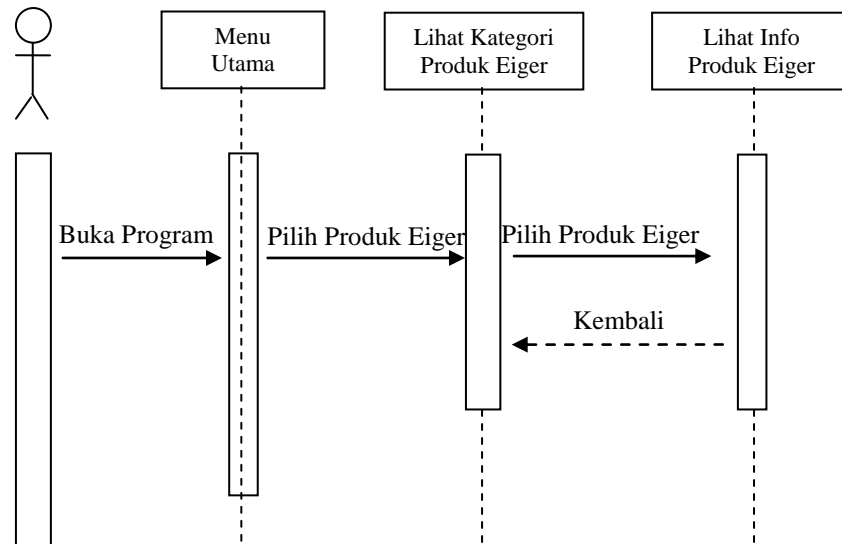 Menu
Utama
Lihat Kategori
Produk Eiger
Lihat Info
Produk Eiger
Buka Program
Pilih Produk Eiger
Pilih Produk Eiger
Kembali